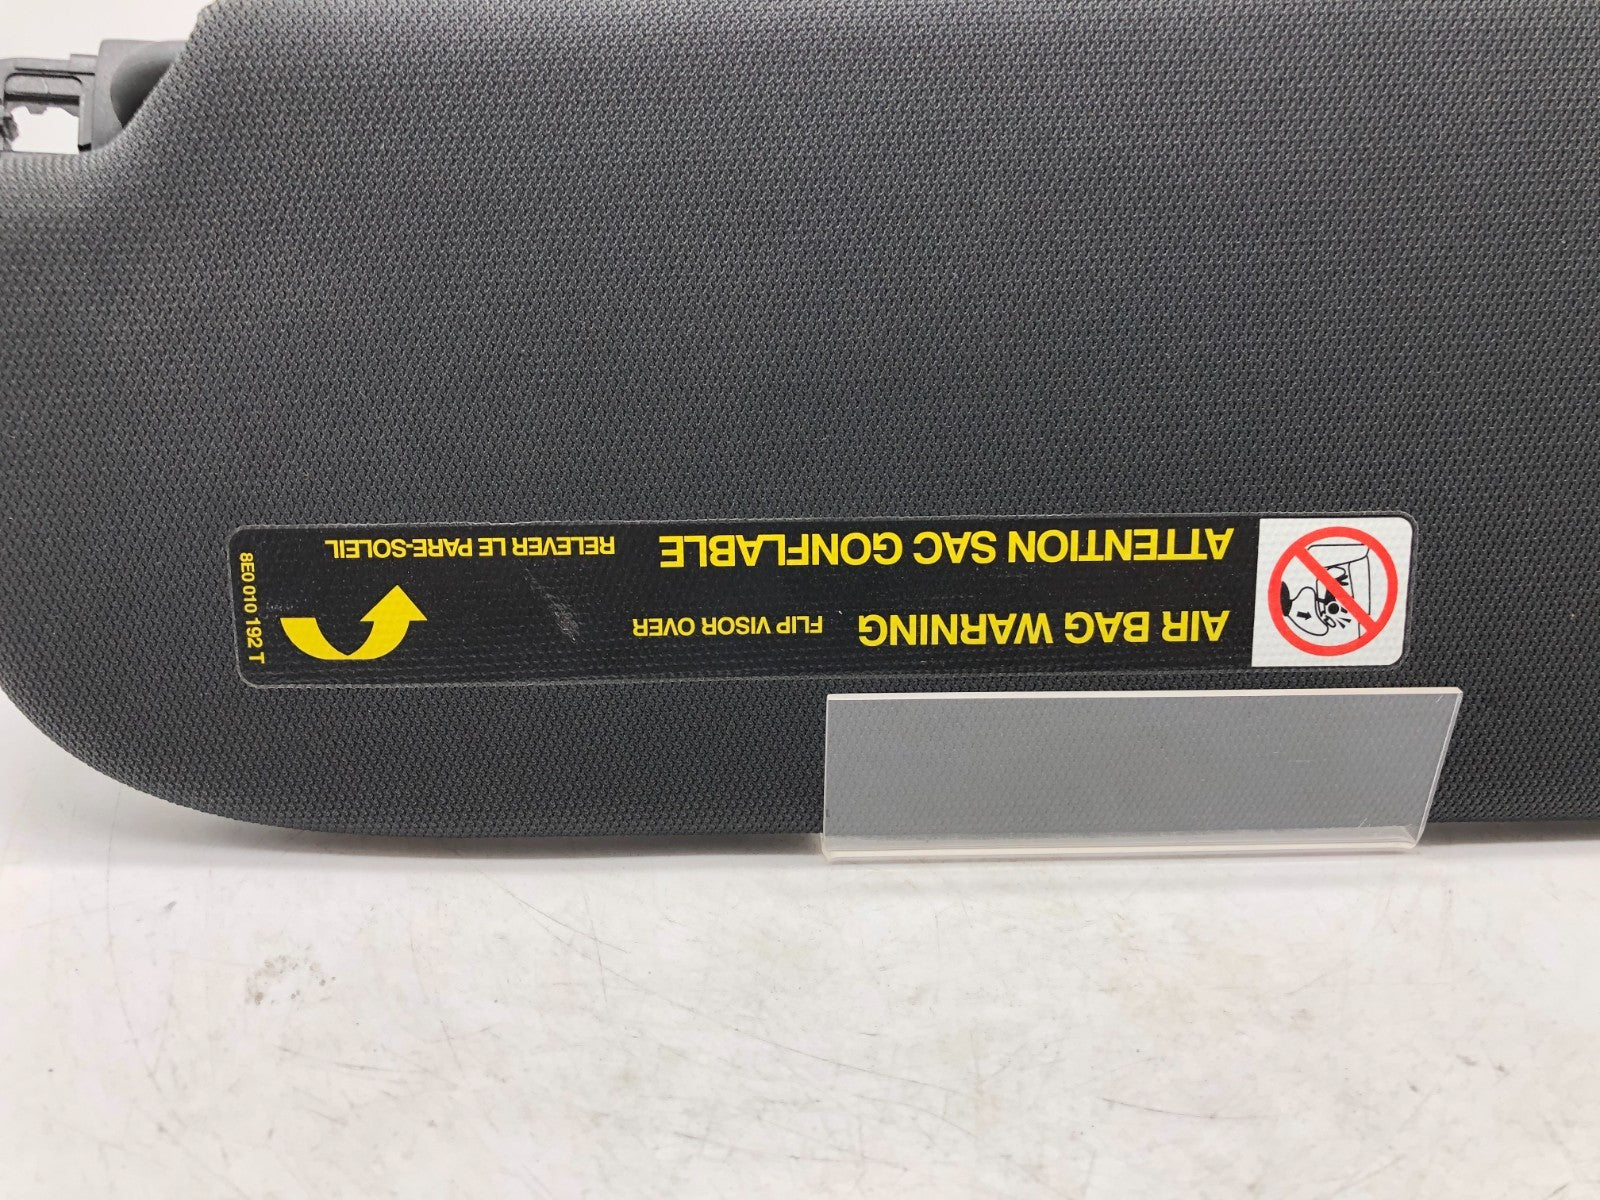 AIR BAG WARNING FLIP VISOR OVER
ATTENTION SAC GONFLABLE RELEVER LE PARE-SOLEIL
8E0 010 192 T